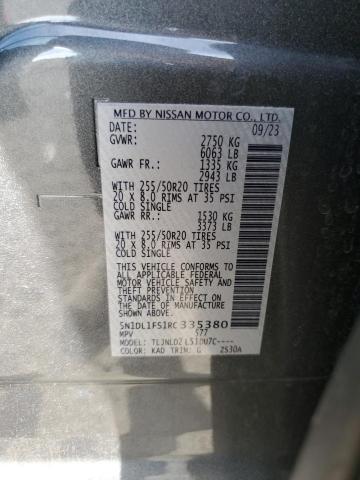 MFD BY NISSAN MOTOR CO., LTD.
DATE: 09/23
GVWR: 2750 KG
6063 LB
GAWR FR.: 1335 KG
2943 LB
WITH 255/50R20 TIRES
20 X 8.0 RIMS AT 35 PSI
COLD SINGLE
GAWR RR.: 1530 KG
3373 LB
WITH 255/50R20 TIRES
20 X 8.0 RIMS AT 35 PSI
COLD SINGLE
THIS VEHICLE CONFORMS TO
ALL APPLICABLE FEDERAL
MOTOR VEHICLE SAFETY
STANDARDS IN EFFECT ON
THE DATE OF MANUFACTURE
SHOWN ABOVE
5N1DL1FS1RC335380
MPV 577
COLOR: KAD TRIM: G ZS30A